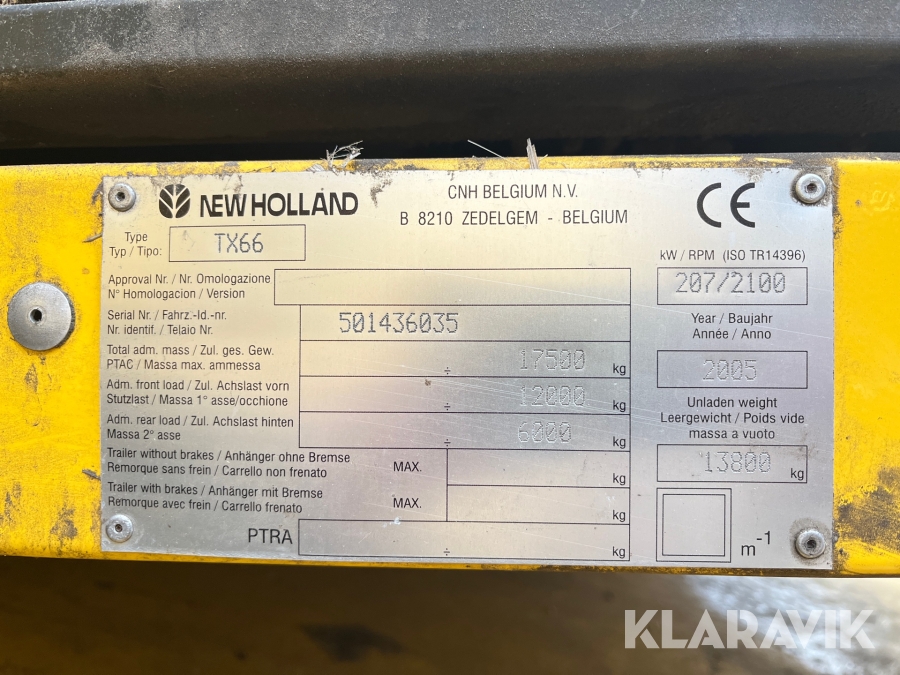 NEW HOLLAND
CNH BELGIUM N.V.
B 8210 ZEDELGEM - BELGIUM
CE
Type
Typ / Tipo:
TX66
kW / RPM (ISO TR14396)
207/2100
Approval Nr. / Nr. Omologazione
N° Homologacion / Version
Serial Nr. / Fahrz.-Id.-nr.
Nr. identif. / Telaio Nr.
501436035
Year / Baujahr
Année / Anno
2005
Total adm. mass / Zul. ges. Gew.
PTAC / Massa max. ammessa
÷ 17500 kg
Adm. front load / Zul. Achslast vorn
Stutzlast / Massa 1° asse/occhione
÷ 12000 kg
Adm. rear load / Zul. Achslast hinten
Massa 2° asse
÷ 6000 kg
Unladen weight
Leergewicht / Poids vide
massa a vuoto
13800 kg
Trailer without brakes / Anhänger ohne Bremse
Remorque sans frein / Carrello non frenato
MAX. kg
Trailer with brakes / Anhänger mit Bremse
Remorque avec frein / Carrello frenato
MAX. kg
PTRA ÷ kg
m-1
KLARAVIK